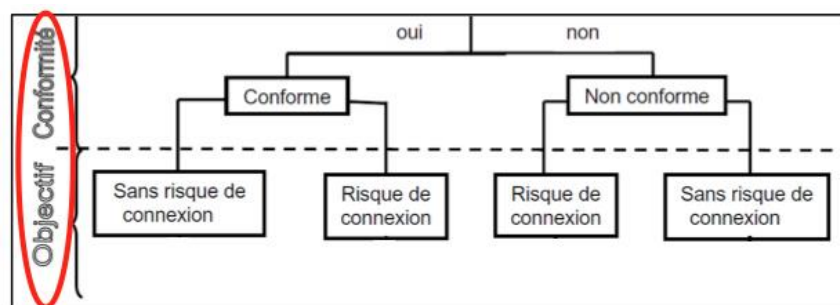 Conformité
Objectif
oui
non
Conforme
Non conforme
Sans risque de
connexion
Risque de
connexion
Risque de
connexion
Sans risque de
connexion